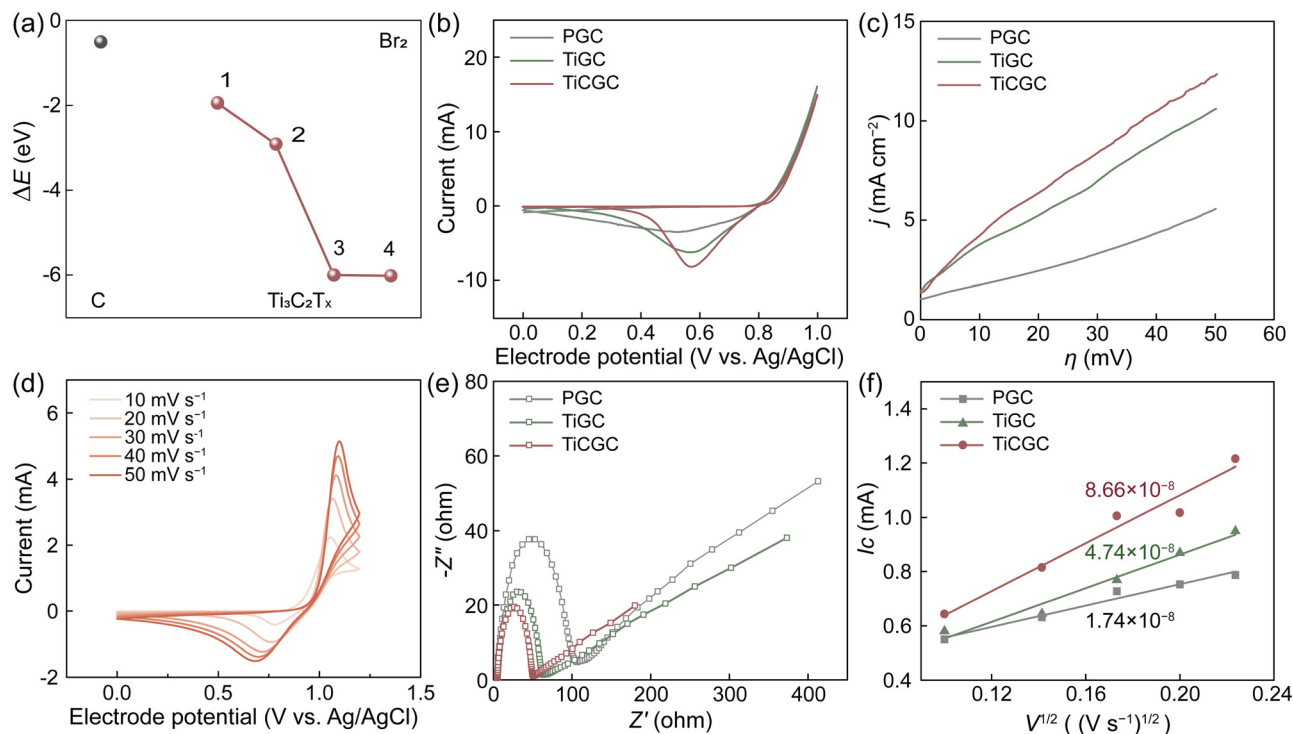 (a)
0
-2
-4
-6
ΔE (eV)
Br₂
1
2
3
4
C
Ti₃C₂Tₓ
(b)
PGC
TiGC
TiCGC
20
10
0
-10
Current (mA)
0.0
0.2
0.4
0.6
0.8
1.0
Electrode potential (V vs. Ag/AgCl)
(c)
PGC
TiGC
TiCGC
15
10
5
0
j (mA cm⁻²)
0
10
20
30
40
50
60
η (mV)
(d)
10 mV s⁻¹
20 mV s⁻¹
30 mV s⁻¹
40 mV s⁻¹
50 mV s⁻¹
6
4
2
0
-2
Current (mA)
0.0
0.5
1.0
1.5
Electrode potential (V vs. Ag/AgCl)
(e)
PGC
TiGC
TiCGC
80
60
40
20
0
-Z″ (ohm)
0
100
200
300
400
Z′ (ohm)
(f)
PGC
TiGC
TiCGC
1.4
1.2
1.0
0.8
0.6
0.4
Ic (mA)
8.66×10⁻⁸
4.74×10⁻⁸
1.74×10⁻⁸
0.12
0.16
0.20
0.24
V¹ᐟ² ( (V s⁻¹)¹ᐟ²)